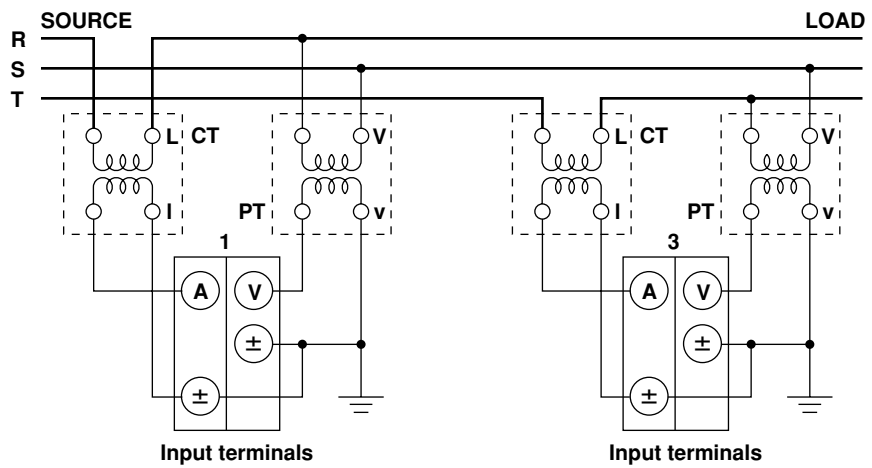 SOURCE LOAD
R
S
T
L CT V L CT V
l PT v l PT v
1 3
A V A V
± ±
± ±
Input terminals Input terminals